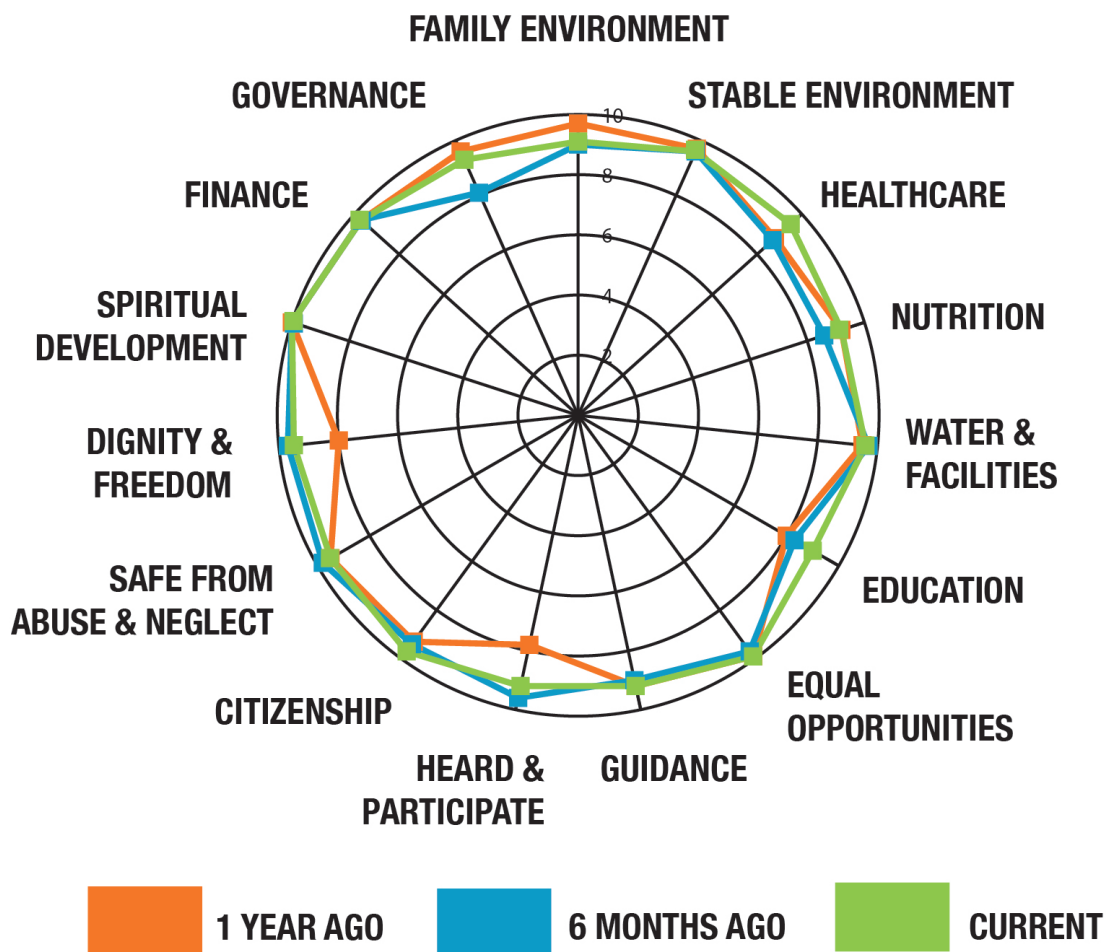 FAMILY ENVIRONMENT
GOVERNANCE
STABLE ENVIRONMENT
10
FINANCE
8
HEALTHCARE
6
SPIRITUAL
DEVELOPMENT
4
NUTRITION
2
DIGNITY &
FREEDOM
WATER &
FACILITIES
SAFE FROM
ABUSE & NEGLECT
EDUCATION
CITIZENSHIP
EQUAL
OPPORTUNITIES
HEARD &
PARTICIPATE
GUIDANCE
1 YEAR AGO
6 MONTHS AGO
CURRENT